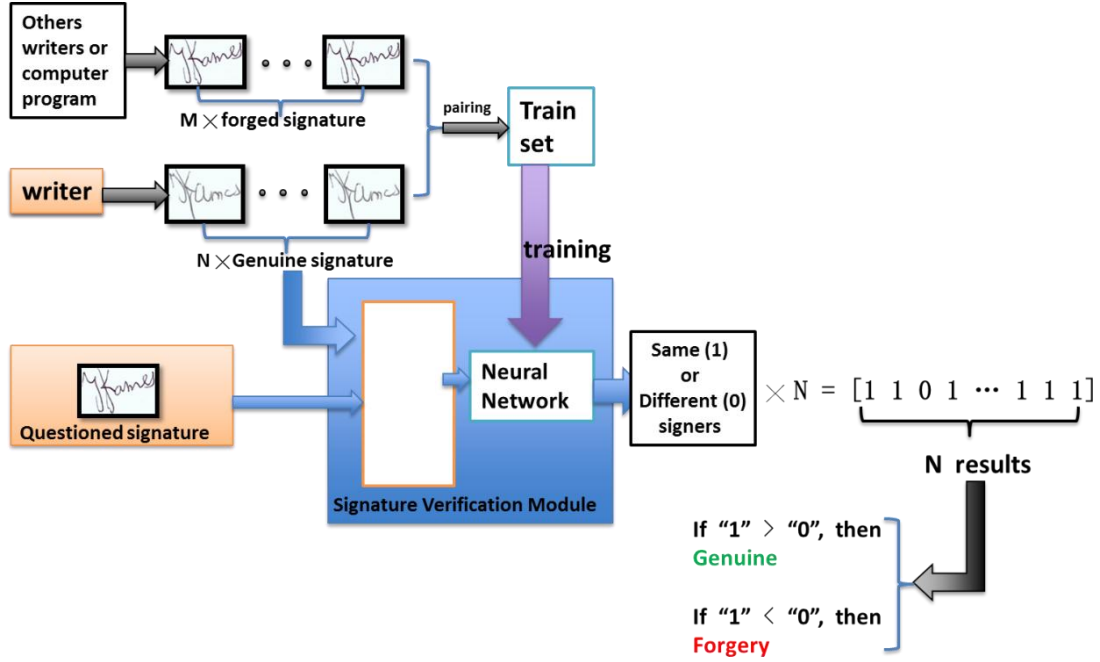 Others
writers or
computer
program
M × forged signature
pairing
Train
set
writer
N × Genuine signature
training
Questioned signature
Neural
Network
Signature Verification Module
Same (1)
or
Different (0)
signers
× N = [1 1 0 1 ··· 1 1 1]
N results
If “1” > “0”, then
Genuine
If “1” < “0”, then
Forgery